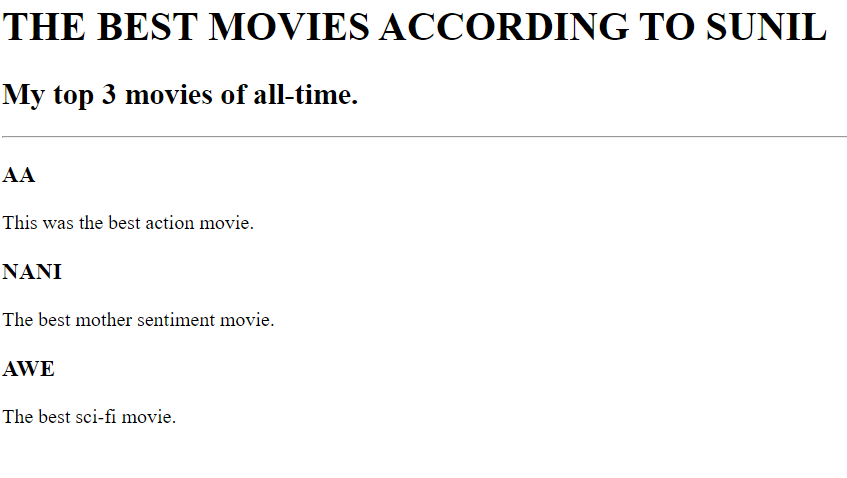 THE BEST MOVIES ACCORDING TO SUNIL
My top 3 movies of all-time.
AA
This was the best action movie.
NANI
The best mother sentiment movie.
AWE
The best sci-fi movie.